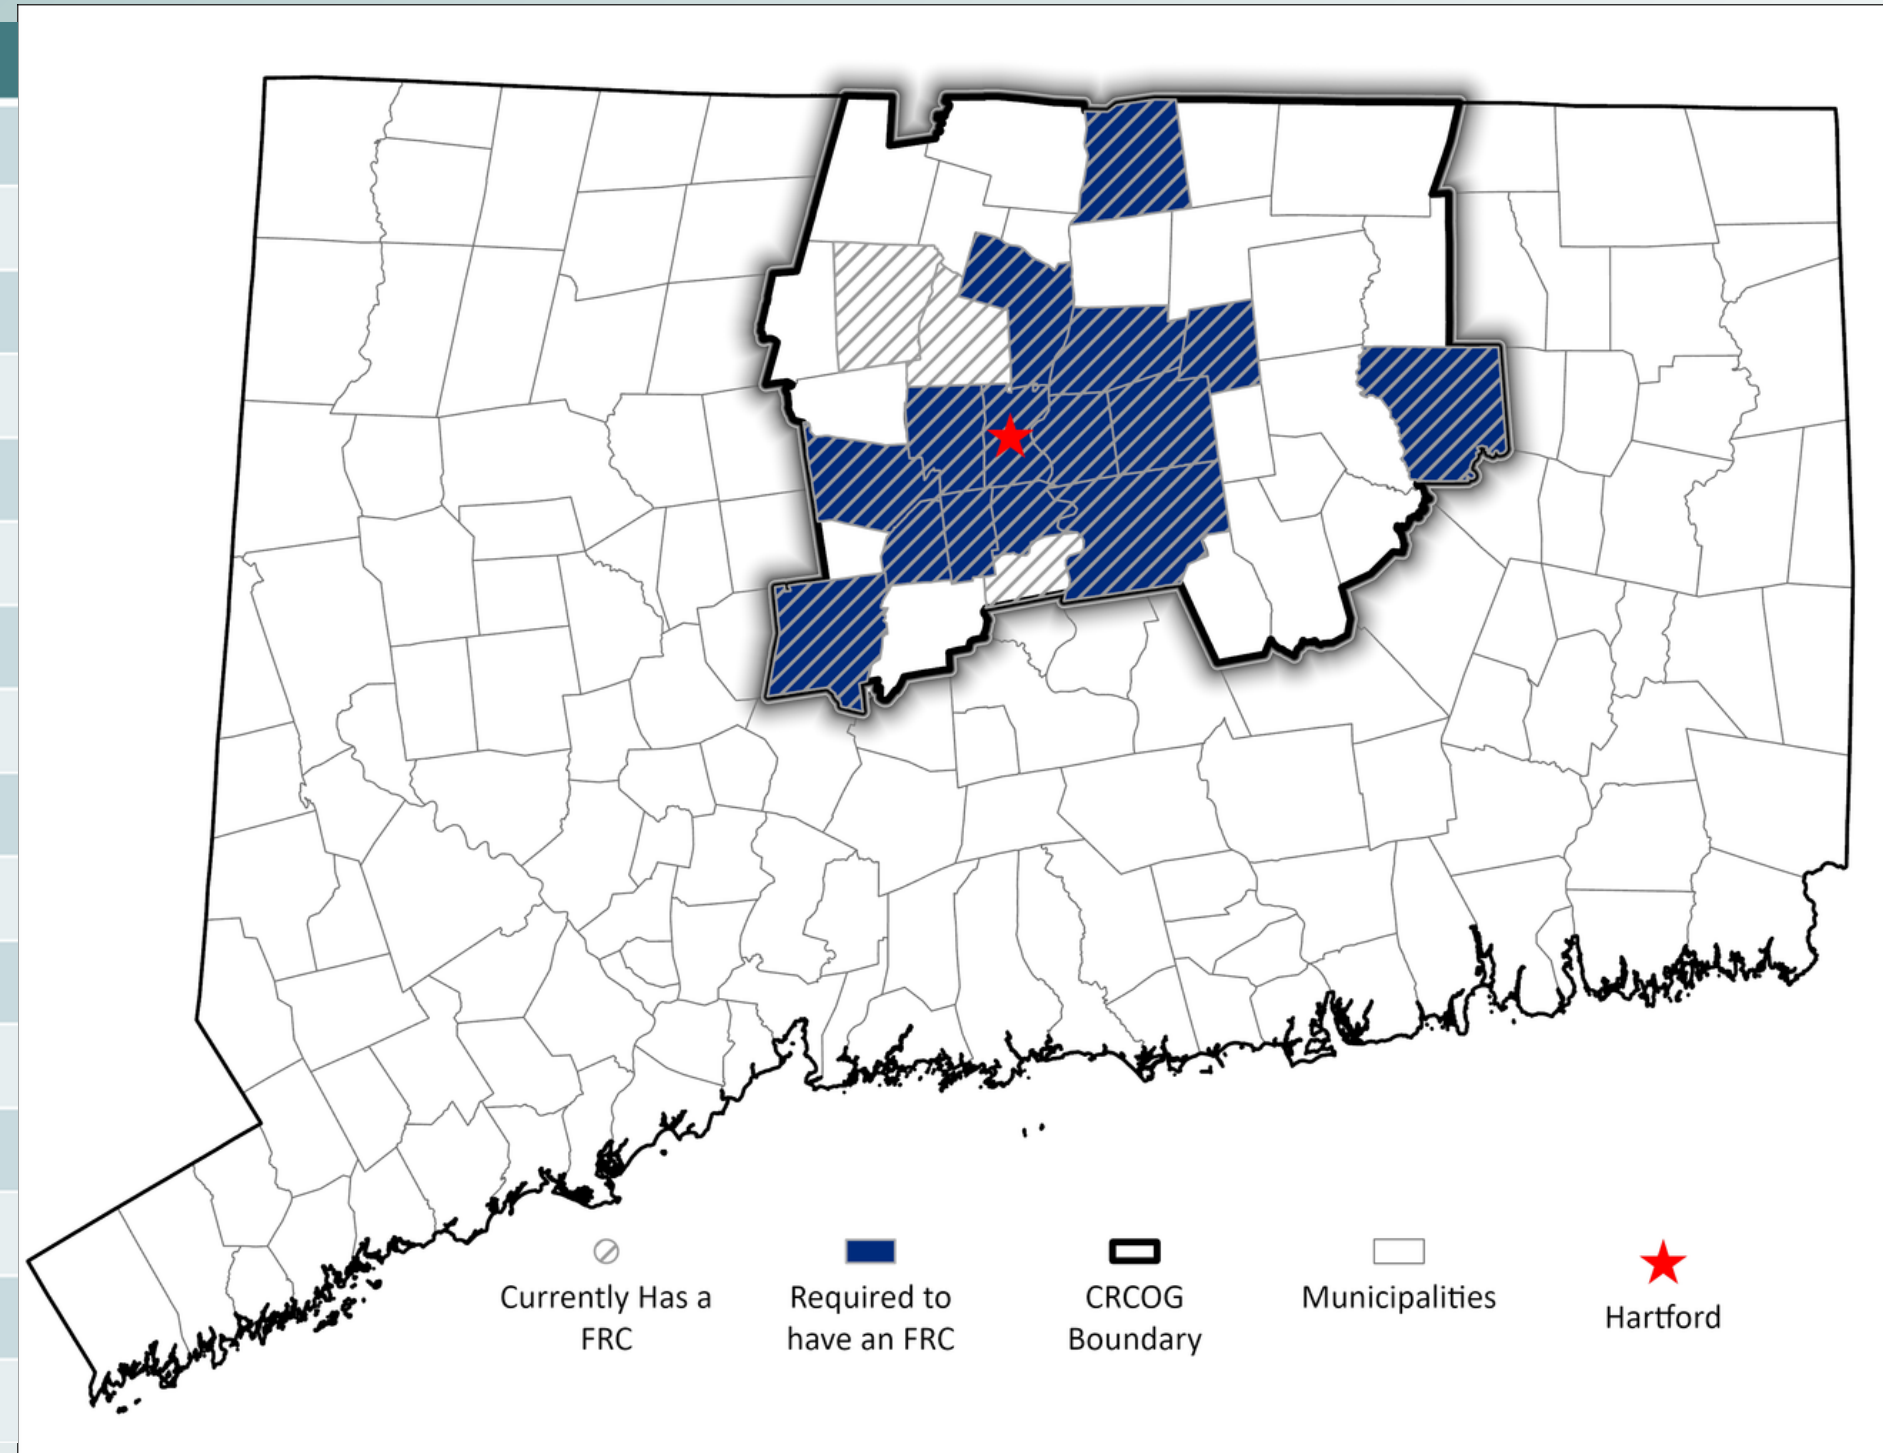 Currently Has a
FRC
Required to
have an FRC
CRCOG
Boundary
Municipalities
Hartford